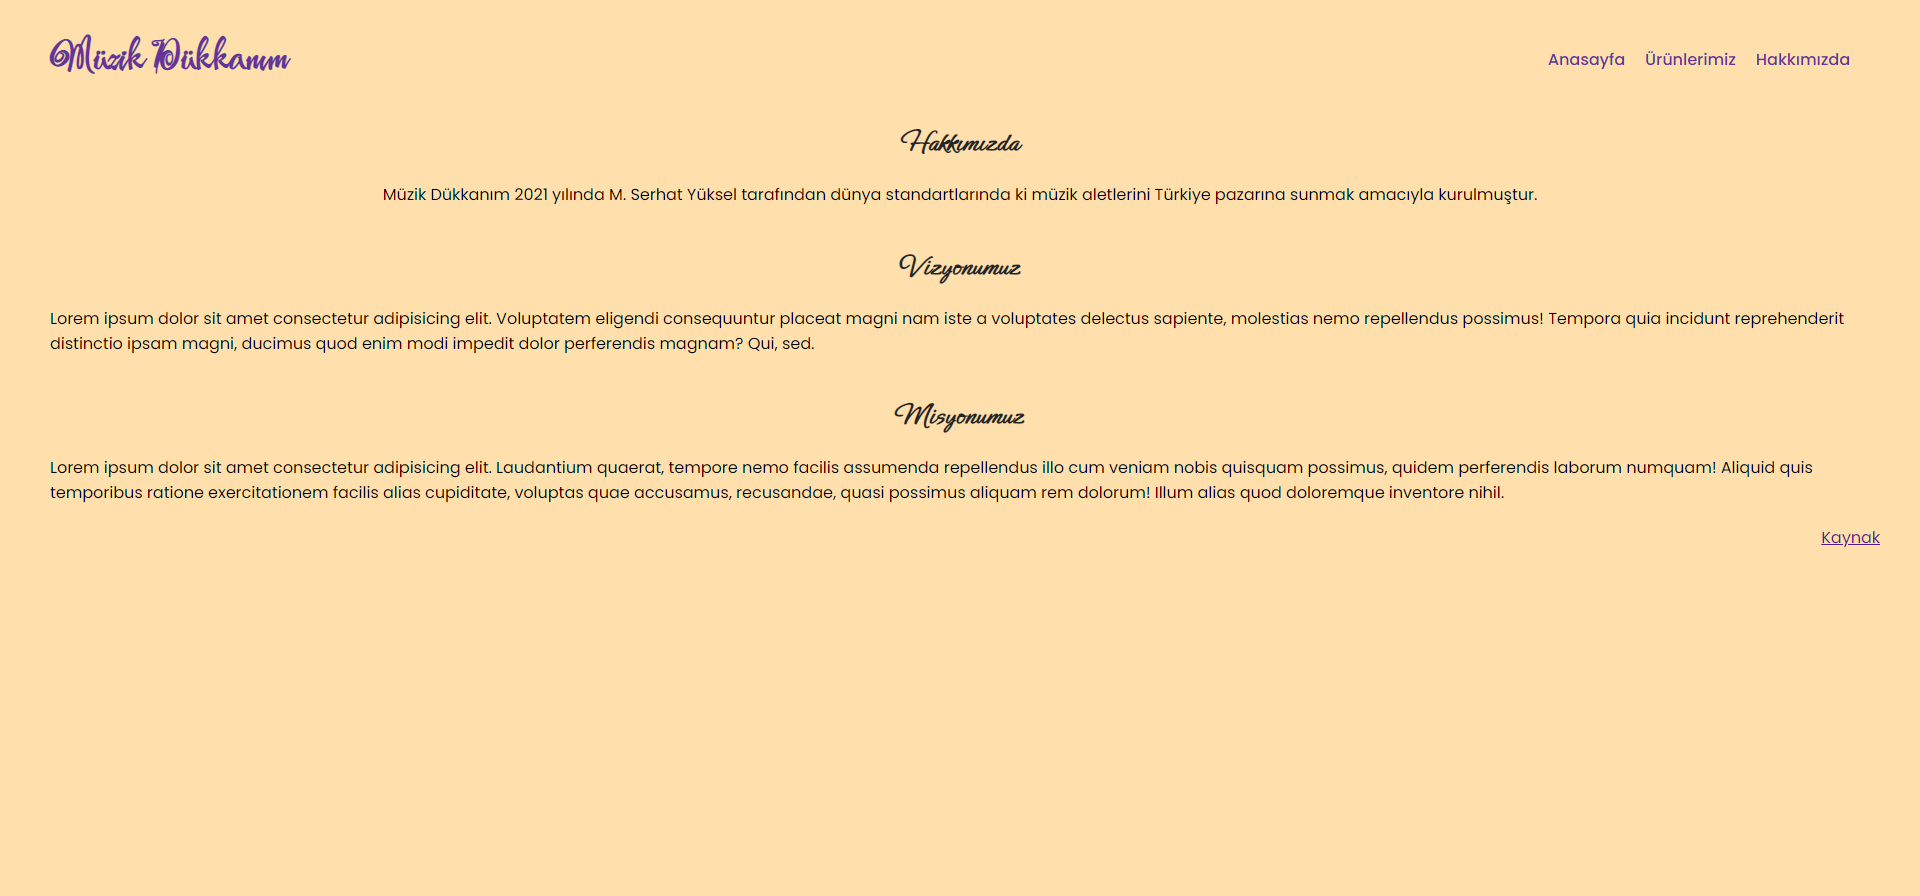 Müzik Dükkanım
Anasayfa Ürünlerimiz Hakkımızda
Hakkımızda
Müzik Dükkanım 2021 yılında M. Serhat Yüksel tarafından dünya standartlarında ki müzik aletlerini Türkiye pazarına sunmak amacıyla kurulmuştur.
Vizyonumuz
Lorem ipsum dolor sit amet consectetur adipisicing elit. Voluptatem eligendi consequuntur placeat magni nam iste a voluptates delectus sapiente, molestias nemo repellendus possimus! Tempora quia incidunt reprehenderit
distinctio ipsam magni, ducimus quod enim modi impedit dolor perferendis magnam? Qui, sed.
Misyonumuz
Lorem ipsum dolor sit amet consectetur adipisicing elit. Laudantium quaerat, tempore nemo facilis assumenda repellendus illo cum veniam nobis quisquam possimus, quidem perferendis laborum numquam! Aliquid quis
temporibus ratione exercitationem facilis alias cupiditate, voluptas quae accusamus, recusandae, quasi possimus aliquam rem dolorum! Illum alias quod doloremque inventore nihil.
Kaynak